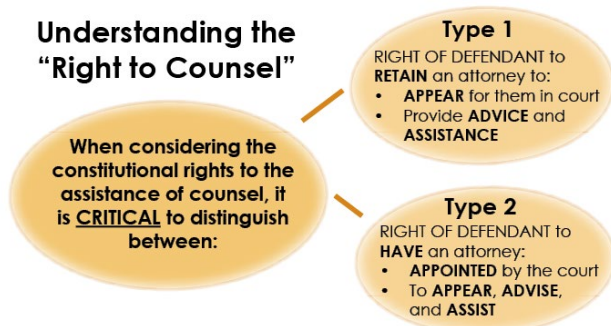 Understanding the
“Right to Counsel”
When considering the
constitutional rights to the
assistance of counsel, it
is CRITICAL to distinguish
between:
Type 1
RIGHT OF DEFENDANT to
RETAIN an attorney to:
• APPEAR for them in court
• Provide ADVICE and
ASSISTANCE
Type 2
RIGHT OF DEFENDANT to
HAVE an attorney:
• APPOINTED by the court
• To APPEAR, ADVISE,
and ASSIST